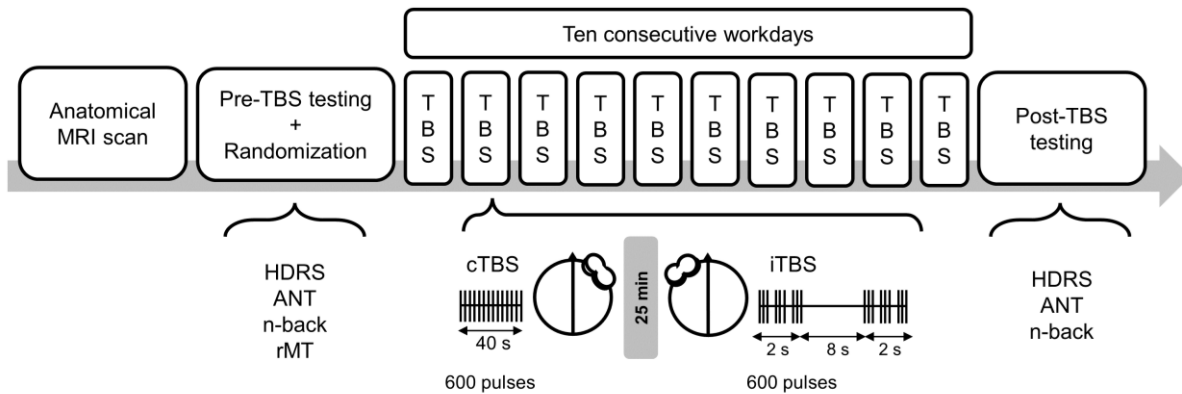 Ten consecutive workdays
Anatomical
MRI scan
Pre-TBS testing
+
Randomization
T
B
S
T
B
S
T
B
S
T
B
S
T
B
S
T
B
S
T
B
S
T
B
S
T
B
S
T
B
S
Post-TBS
testing
HDRS
ANT
n-back
rMT
cTBS
40 s
600 pulses
25 min
iTBS
2 s
8 s
2 s
600 pulses
HDRS
ANT
n-back